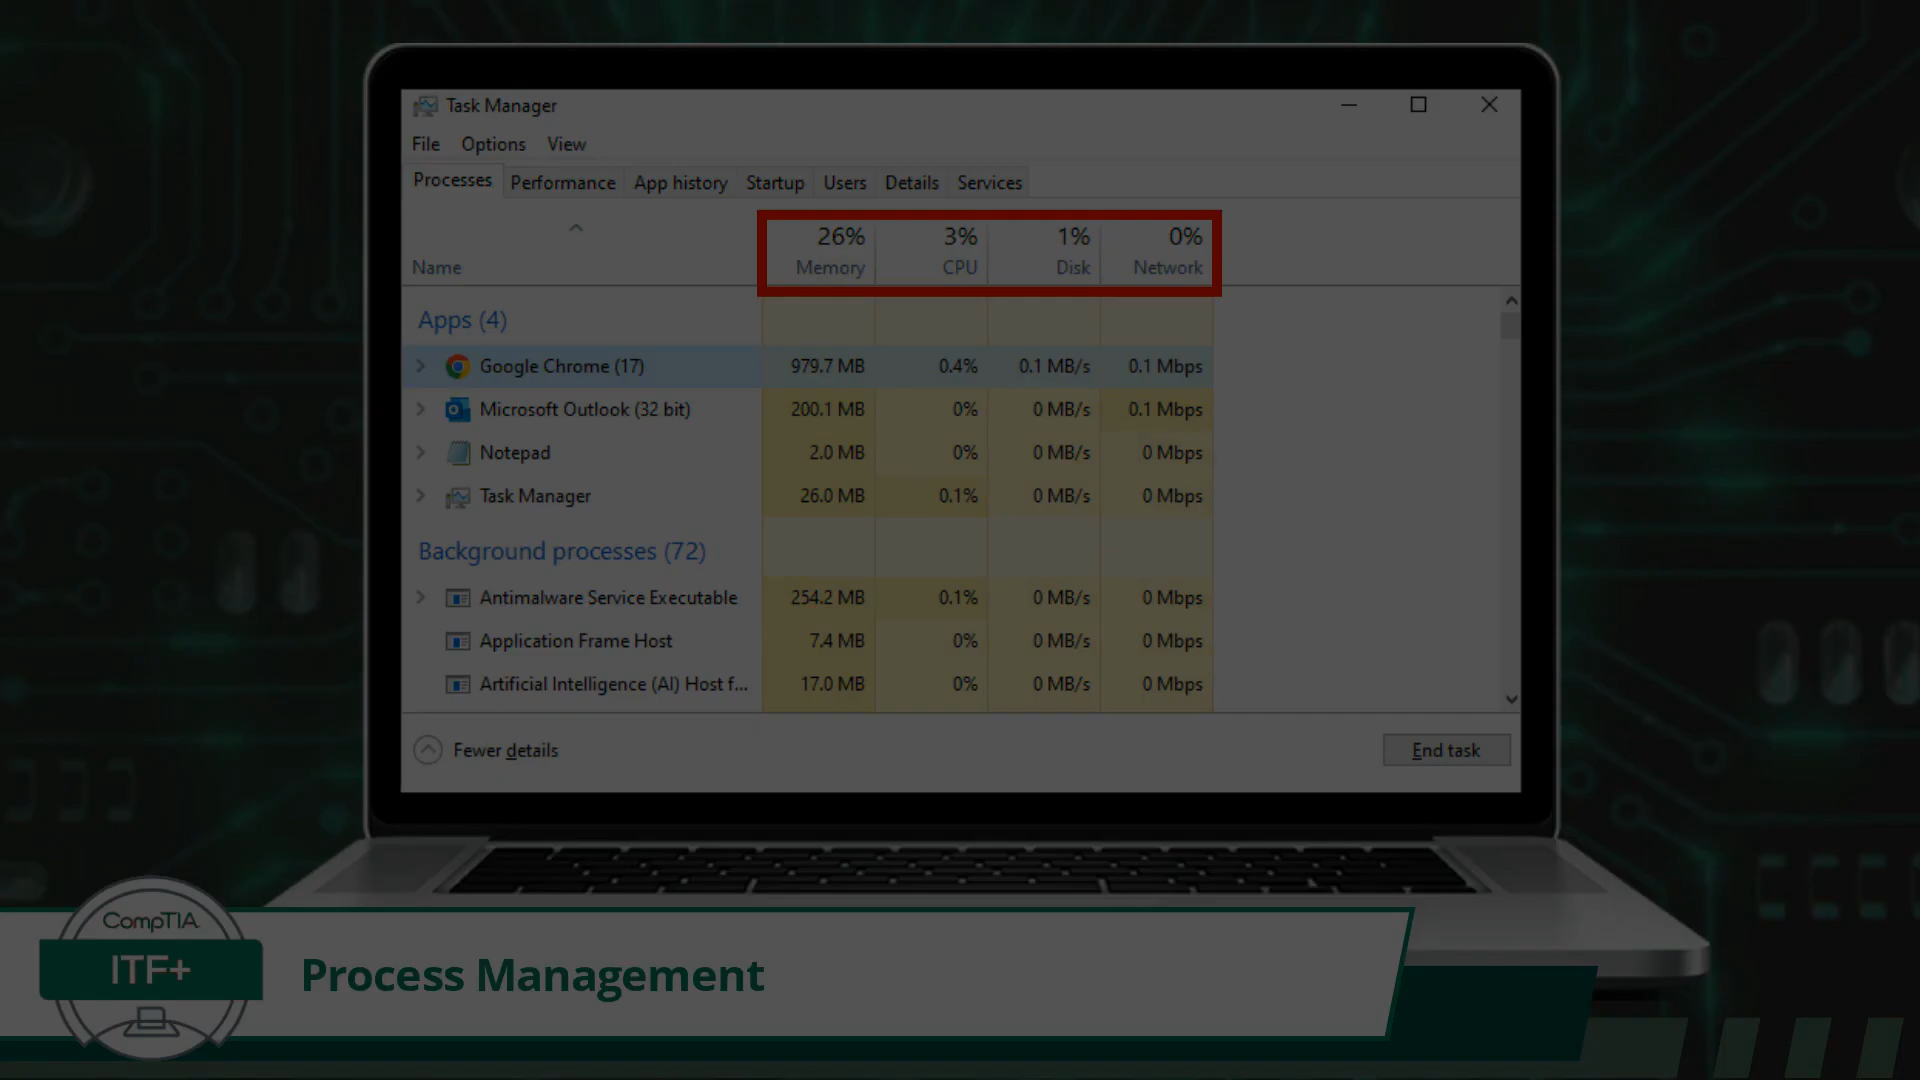 Task Manager
File Options View
Processes Performance App history Startup Users Details Services
26% 3% 1% 0%
Name Memory CPU Disk Network
Apps (4)
Google Chrome (17) 979.7 MB 0.4% 0.1 MB/s 0.1 Mbps
Microsoft Outlook (32 bit) 200.1 MB 0% 0 MB/s 0.1 Mbps
Notepad 2.0 MB 0% 0 MB/s 0 Mbps
Task Manager 26.0 MB 0.1% 0 MB/s 0 Mbps
Background processes (72)
Antimalware Service Executable 254.2 MB 0.1% 0 MB/s 0 Mbps
Application Frame Host 7.4 MB 0% 0 MB/s 0 Mbps
Artificial Intelligence (AI) Host f... 17.0 MB 0% 0 MB/s 0 Mbps
Fewer details End task
CompTIA
ITF+
Process Management